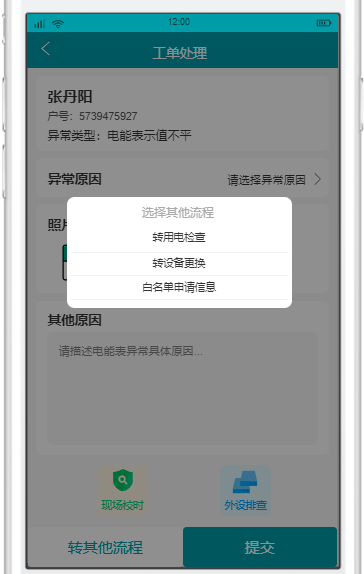 12:00
工单处理
张丹阳
户号：5739475927
异常类型：电能表示值不平
异常原因
请选择异常原因
照片
选择其他流程
转用电检查
转设备更换
白名单申请信息
其他原因
请描述电能表异常具体原因...
现场校时
外设排查
转其他流程
提交